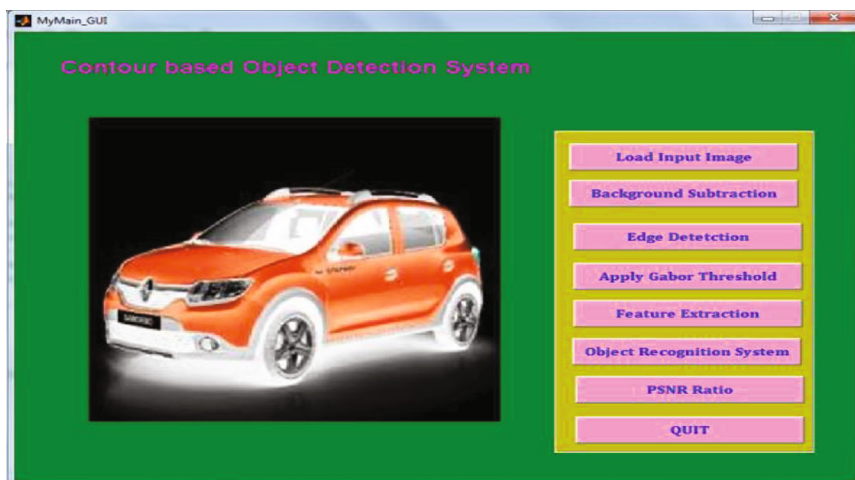 MyMain_GUI
Contour based Object Detection System
Load Input Image
Background Subtraction
Edge Detetction
Apply Gabor Threshold
Feature Extraction
Object Recognition System
PSNR Ratio
QUIT